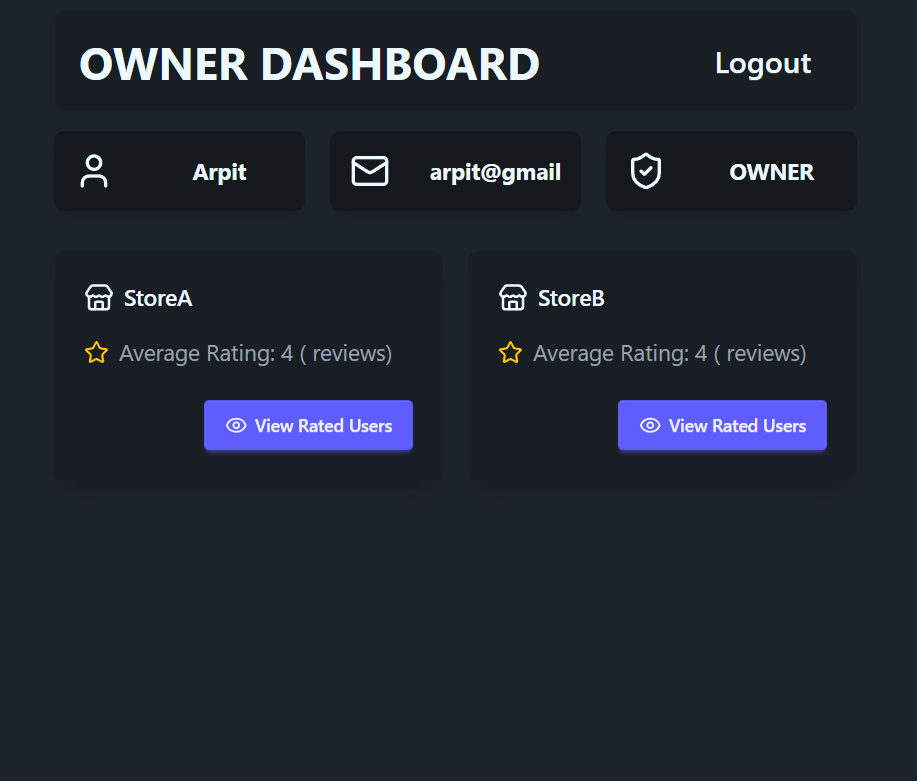 OWNER DASHBOARD Logout
Arpit arpit@gmail OWNER
StoreA StoreB
Average Rating: 4 ( reviews) Average Rating: 4 ( reviews)
View Rated Users View Rated Users